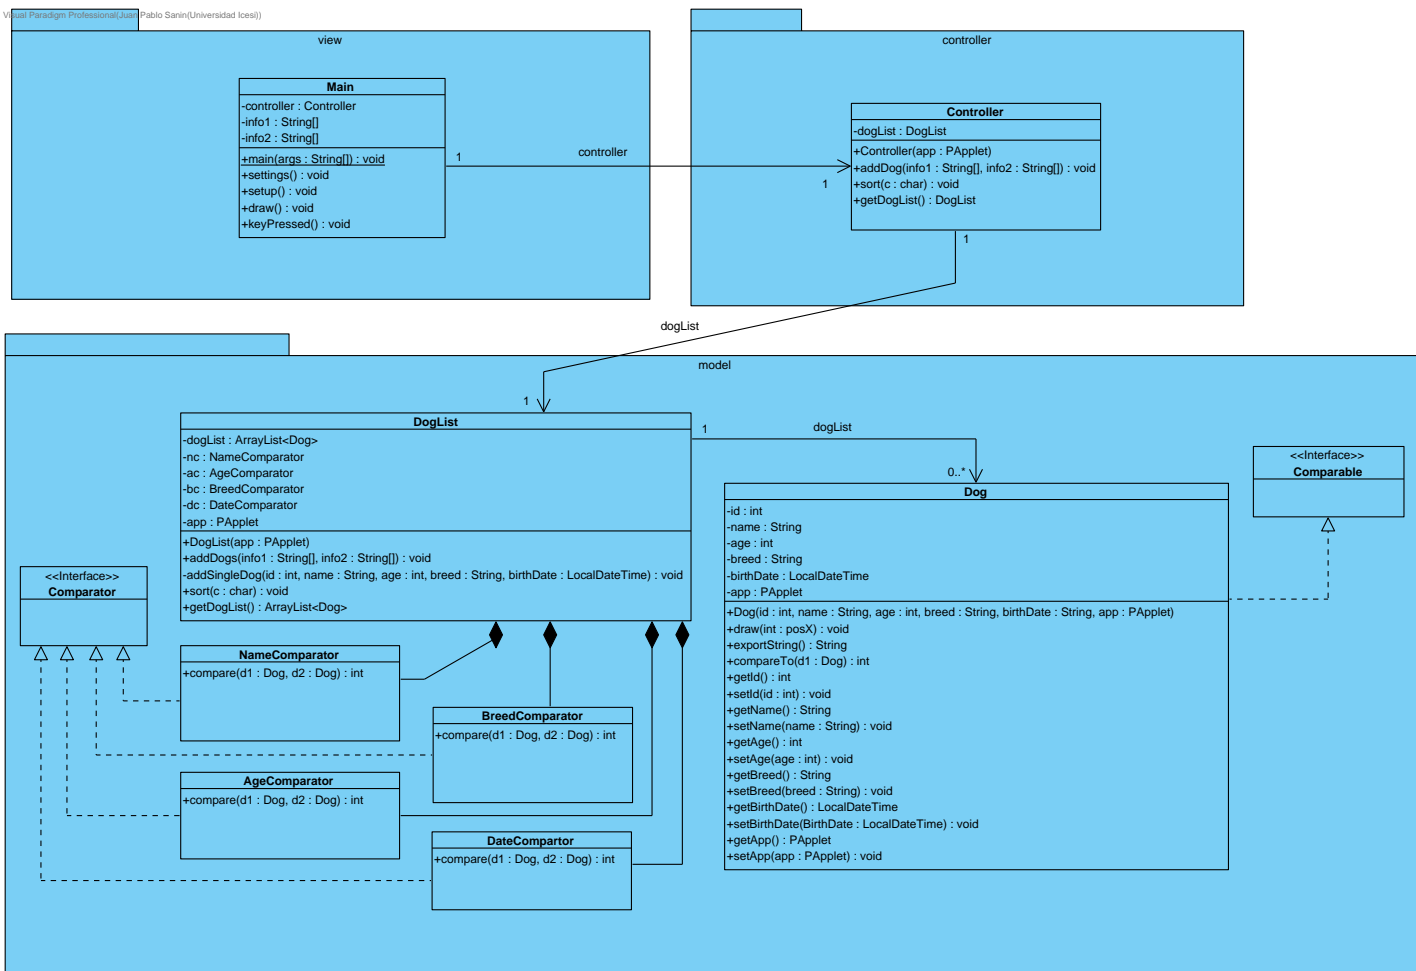 Visual Paradigm Professional(Juan Pablo Sanin(Universidad Icesi))
view
Main
-controller : Controller
-info1 : String[]
-info2 : String[]
+main(args : String[]) : void
+settings() : void
+setup() : void
+draw() : void
+keyPressed() : void
1
controller
1
controller
Controller
-dogList : DogList
+Controller(app : PApplet)
+addDog(info1 : String[], info2 : String[]) : void
+sort(c : char) : void
+getDogList() : DogList
1
dogList
1
model
DogList
-dogList : ArrayList<Dog>
-nc : NameComparator
-ac : AgeComparator
-bc : BreedComparator
-dc : DateComparator
-app : PApplet
+DogList(app : PApplet)
+addDogs(info1 : String[], info2 : String[]) : void
-addSingleDog(id : int, name : String, age : int, breed : String, birthDate : LocalDateTime) : void
+sort(c : char) : void
+getDogList() : ArrayList<Dog>
1
dogList
0..*
Dog
-id : int
-name : String
-age : int
-breed : String
-birthDate : LocalDateTime
-app : PApplet
+Dog(id : int, name : String, age : int, breed : String, birthDate : String, app : PApplet)
+draw(int : posX) : void
+exportString() : String
+compareTo(d1 : Dog) : int
+getId() : int
+setId(id : int) : void
+getName() : String
+setName(name : String) : void
+getAge() : int
+setAge(age : int) : void
+getBreed() : String
+setBreed(breed : String) : void
+getBirthDate() : LocalDateTime
+setBirthDate(BirthDate : LocalDateTime) : void
+getApp() : PApplet
+setApp(app : PApplet) : void
<<Interface>>
Comparable
<<Interface>>
Comparator
NameComparator
+compare(d1 : Dog, d2 : Dog) : int
BreedComparator
+compare(d1 : Dog, d2 : Dog) : int
AgeComparator
+compare(d1 : Dog, d2 : Dog) : int
DateCompartor
+compare(d1 : Dog, d2 : Dog) : int